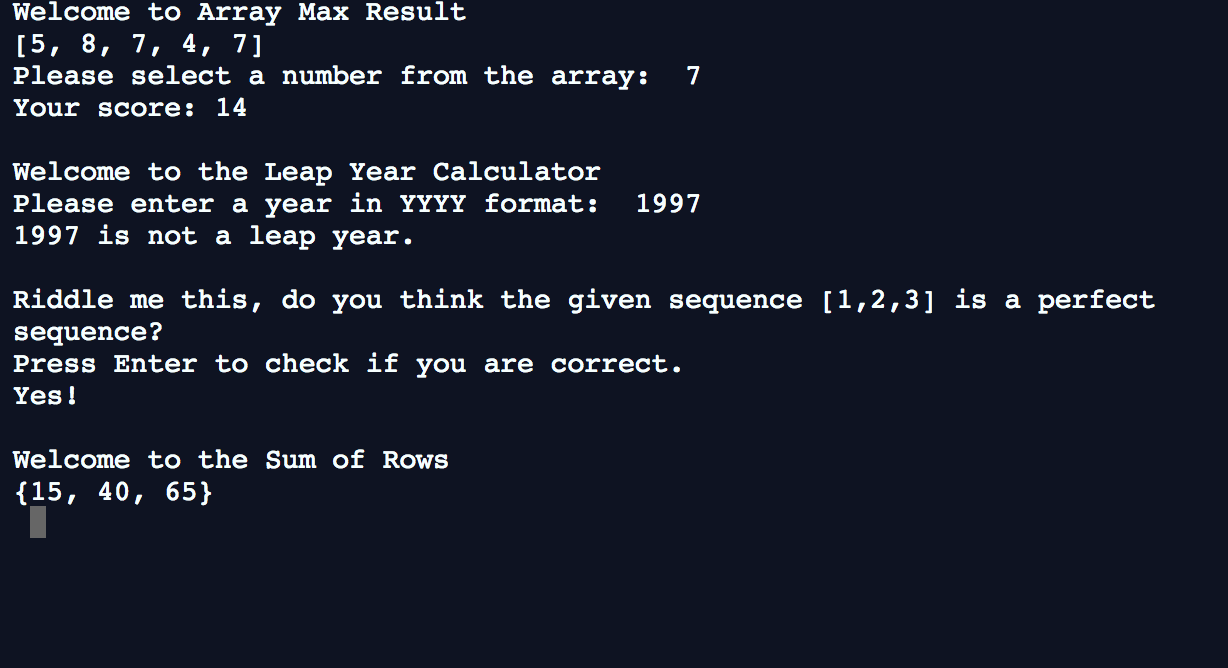 Welcome to Array Max Result
[5, 8, 7, 4, 7]
Please select a number from the array:  7
Your score: 14
Welcome to the Leap Year Calculator
Please enter a year in YYYY format:  1997
1997 is not a leap year.
Riddle me this, do you think the given sequence [1,2,3] is a perfect
sequence?
Press Enter to check if you are correct.
Yes!
Welcome to the Sum of Rows
{15, 40, 65}